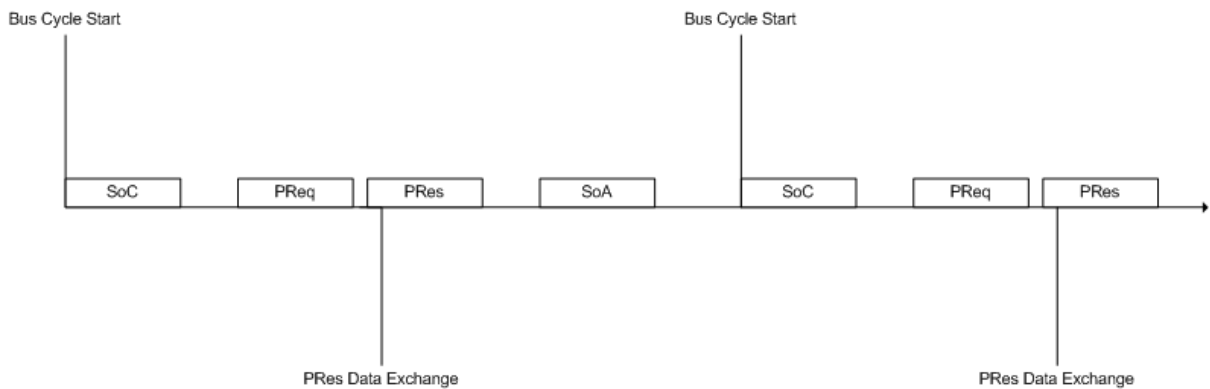 Bus Cycle Start
Bus Cycle Start
SoC
PReq
PRes
SoA
SoC
PReq
PRes
PRes Data Exchange
PRes Data Exchange